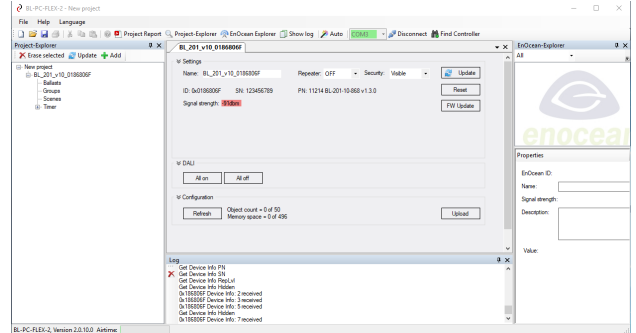 BL-PC-FLEX-2 - New project
File Help Language
Project Report Project-Explorer EnOcean Explorer Show log Auto COM3 Disconnect Find Controller
Project-Explorer
Erase selected Update Add
New project
BL_201_v10_0186806F
Ballasts
Groups
Scenes
Timer
BL_201_v10_0186806F
Settings
Name: BL_201_v10_0186806F Repeater: OFF Security: Visible Update
ID: 0x0186806F SN: 123456789 PN: 11214 BL-201-10-868 v1.3.0 Reset
Signal strength: -51dbm FW Update
DALI
All on All off
Configuration
Refresh Object count = 0 of 50
Memory space = 0 of 496
Upload
Log
Get Device Info PN
Get Device Info SN
Get Device Info RepLvl
Get Device Info Hidden
0x186806F Device Info: 2 received
0x186806F Device Info: 3 received
0x186806F Device Info: 5 received
Get Device Info Hidden
0x186806F Device Info: 7 received
EnOcean-Explorer
All
enocean
Properties
EnOcean ID:
Name:
Signal strength:
Description:
Value:
BL-PC-FLEX-2, Version 2.0.10.0 Airtime: